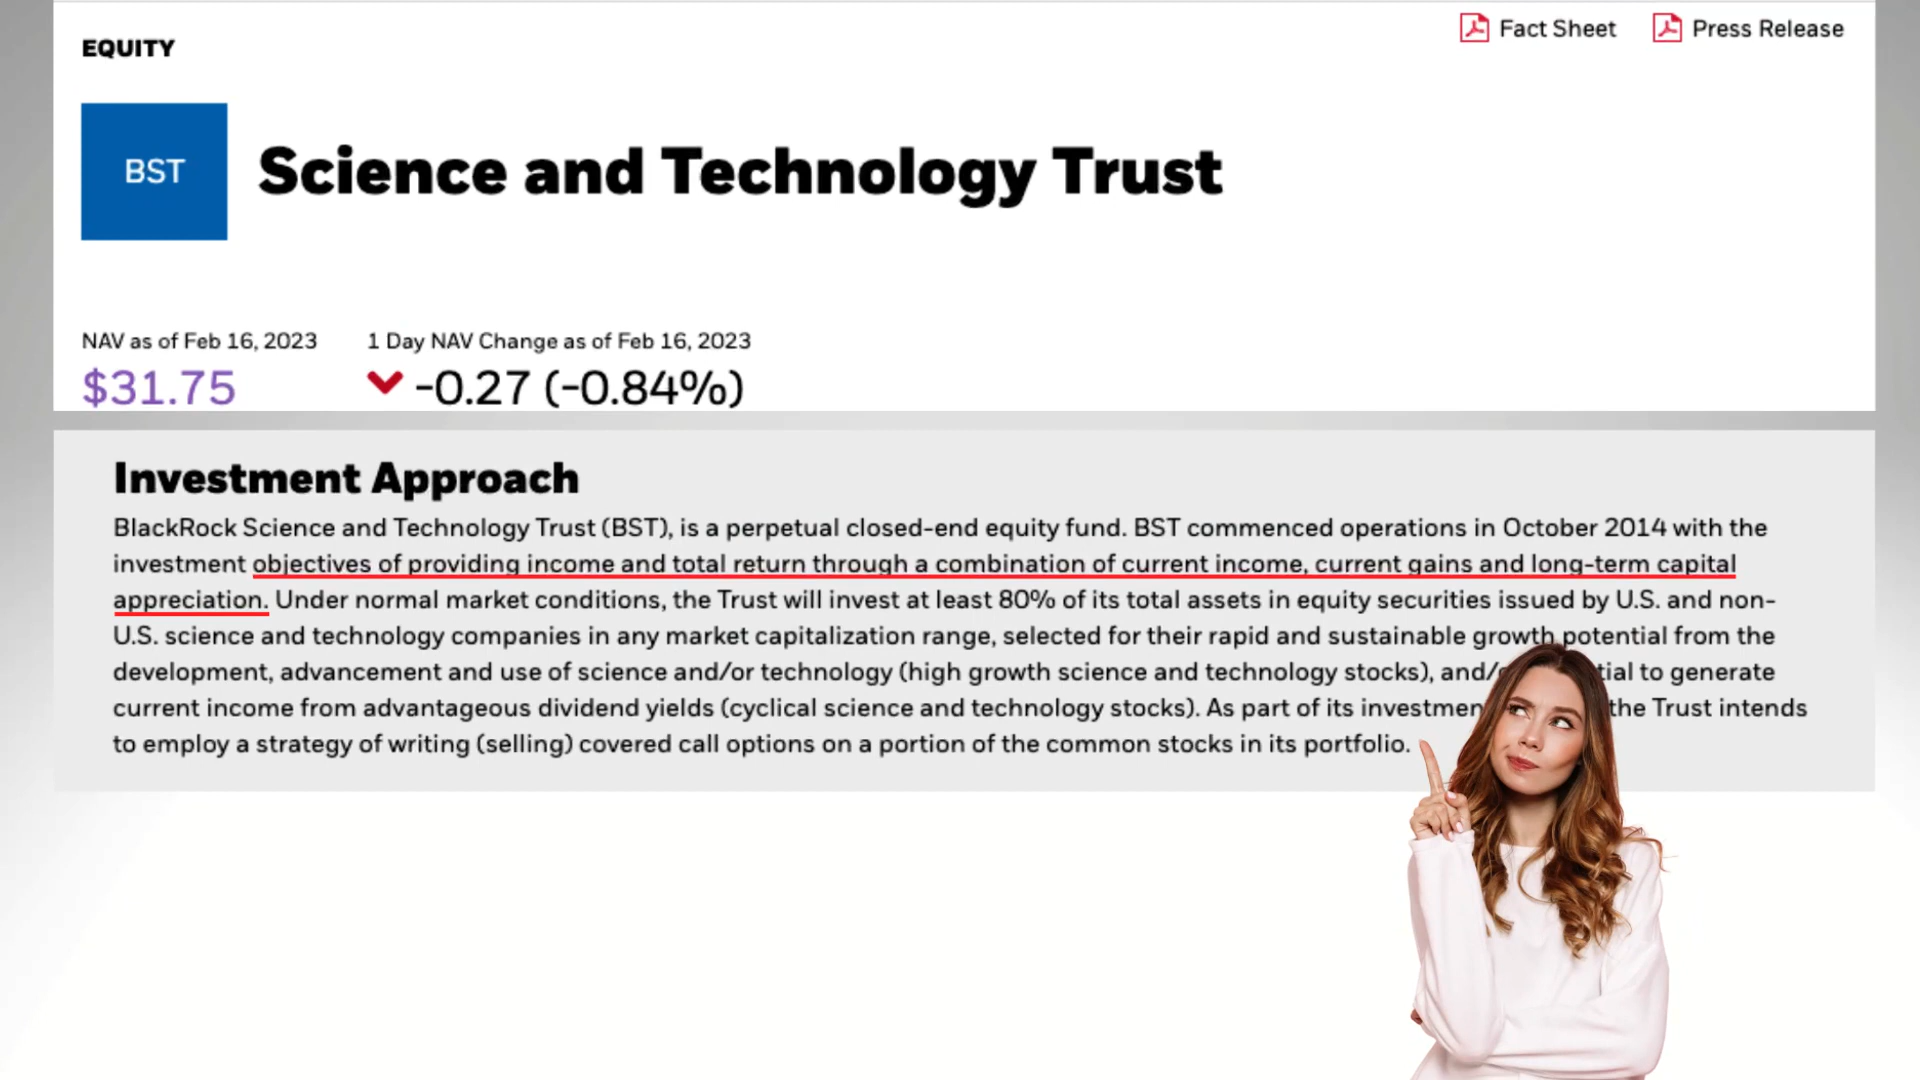 Fact Sheet Press Release
EQUITY
BST
Science and Technology Trust
NAV as of Feb 16, 2023 1 Day NAV Change as of Feb 16, 2023
$31.75 -0.27 (-0.84%)
Investment Approach
BlackRock Science and Technology Trust (BST), is a perpetual closed-end equity fund. BST commenced operations in October 2014 with the
investment objectives of providing income and total return through a combination of current income, current gains and long-term capital
appreciation. Under normal market conditions, the Trust will invest at least 80% of its total assets in equity securities issued by U.S. and non-
U.S. science and technology companies in any market capitalization range, selected for their rapid and sustainable growth potential from the
development, advancement and use of science and/or technology (high growth science and technology stocks), to generate
current income from advantageous dividend yields (cyclical science and technology stocks). As part of its the Trust intends
to employ a strategy of writing (selling) covered call options on a portion of the common stocks in its portfolio.